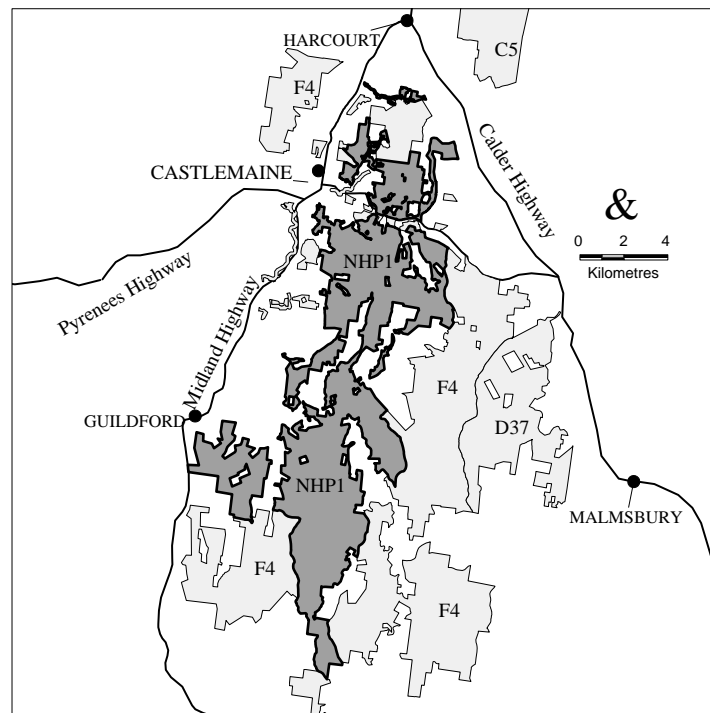 HARCOURT
C5
F4
CASTLEMAINE
Calder Highway
&
0 2 4
Kilometres
NHP1
Pyrenees Highway
Midland Highway
F4
GUILDFORD
D37
NHP1
MALMSBURY
F4
F4